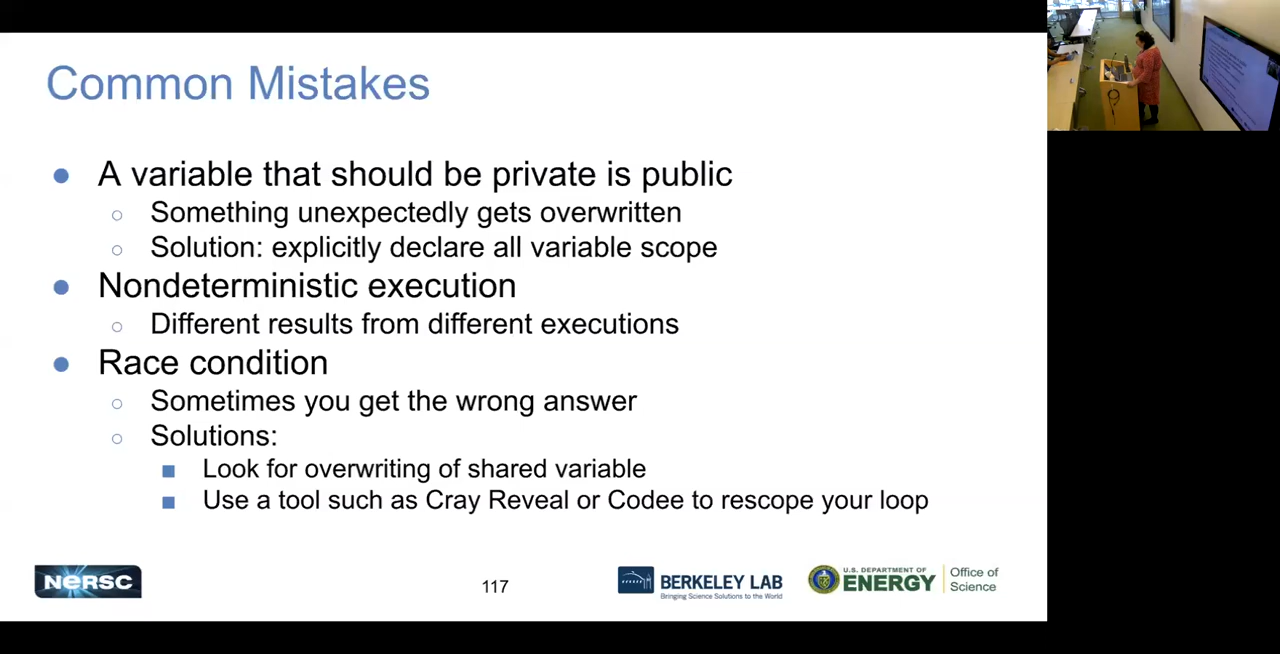 Common Mistakes
A variable that should be private is public
Something unexpectedly gets overwritten
Solution: explicitly declare all variable scope
Nondeterministic execution
Different results from different executions
Race condition
Sometimes you get the wrong answer
Solutions:
Look for overwriting of shared variable
Use a tool such as Cray Reveal or Codee to rescope your loop
NERSC
117
BERKELEY LAB
Bringing Science Solutions to the World
U.S. DEPARTMENT OF
ENERGY
Office of
Science